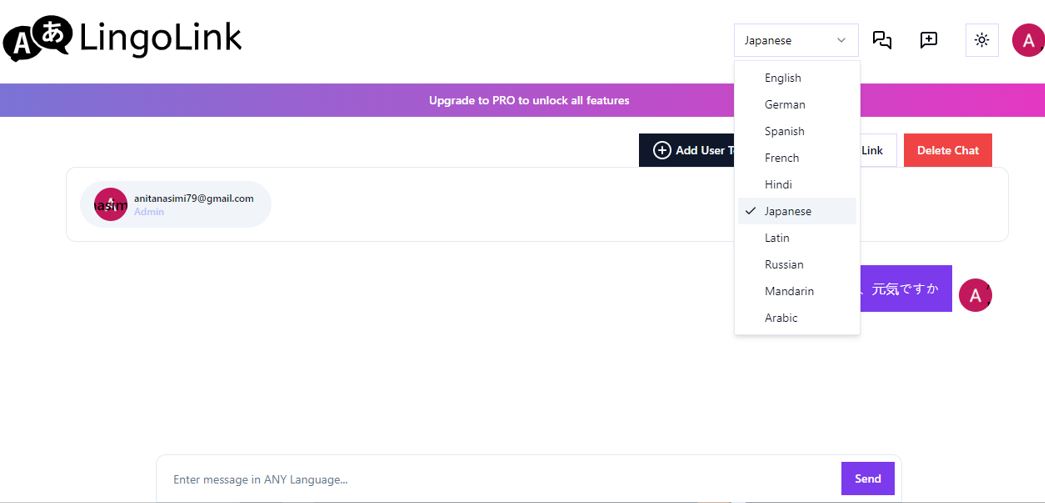 Aあ LingoLink
Japanese
A
Upgrade to PRO to unlock all features
Add User
Link
Delete Chat
anitanasimi79@gmail.com
Admin
English
German
Spanish
French
Hindi
Japanese
Latin
Russian
Mandarin
Arabic
、元気ですか
A
Enter message in ANY Language...
Send